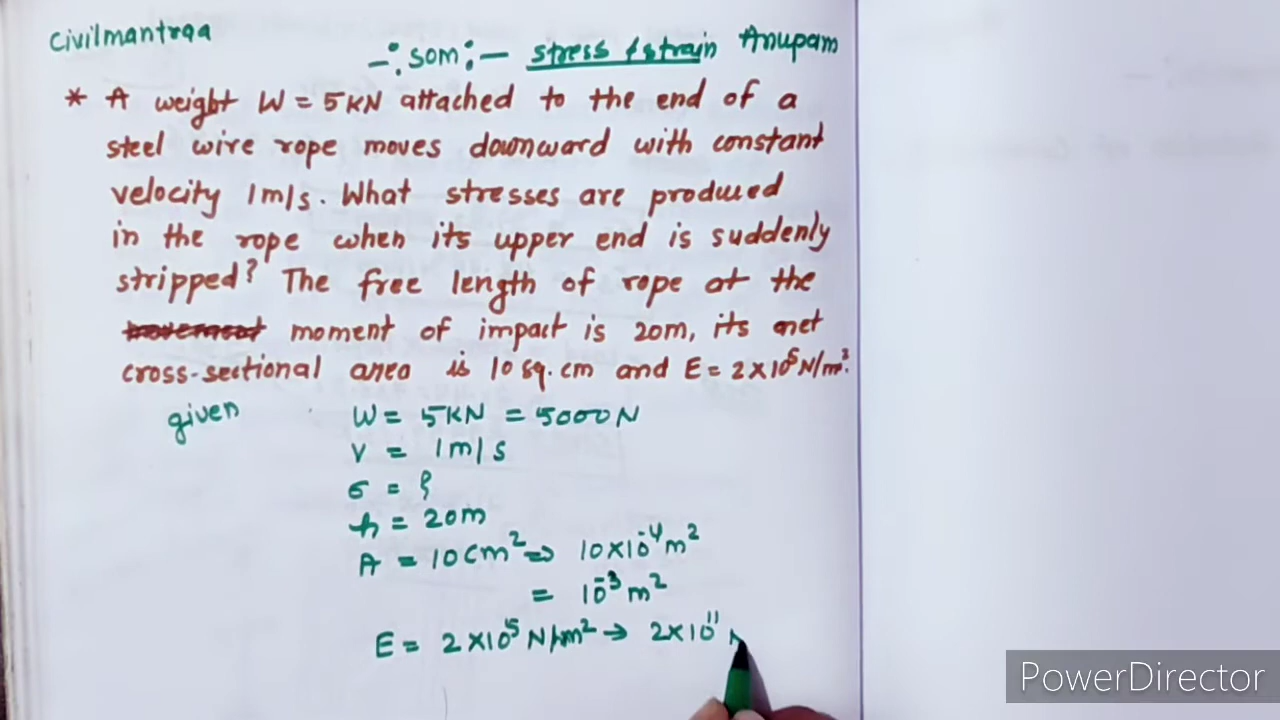 civilmantraa
-: SOM :- stress & strain Anupam
* A weight W = 5KN attached to the end of a
steel wire rope moves downward with constant
velocity 1m/s. What stresses are produced
in the rope when its upper end is suddenly
stripped? The free length of rope at the
moment of impact is 20m, its net
cross-sectional area is 10 sq. cm and E = 2×10⁵ N/m².
given W = 5KN = 5000N
V = 1m/s
σ = ?
h = 20m
A = 10cm² ⇒ 10×10⁻⁴m²
= 10⁻³m²
E = 2×10⁵ N/m² → 2×10¹¹ N
PowerDirector